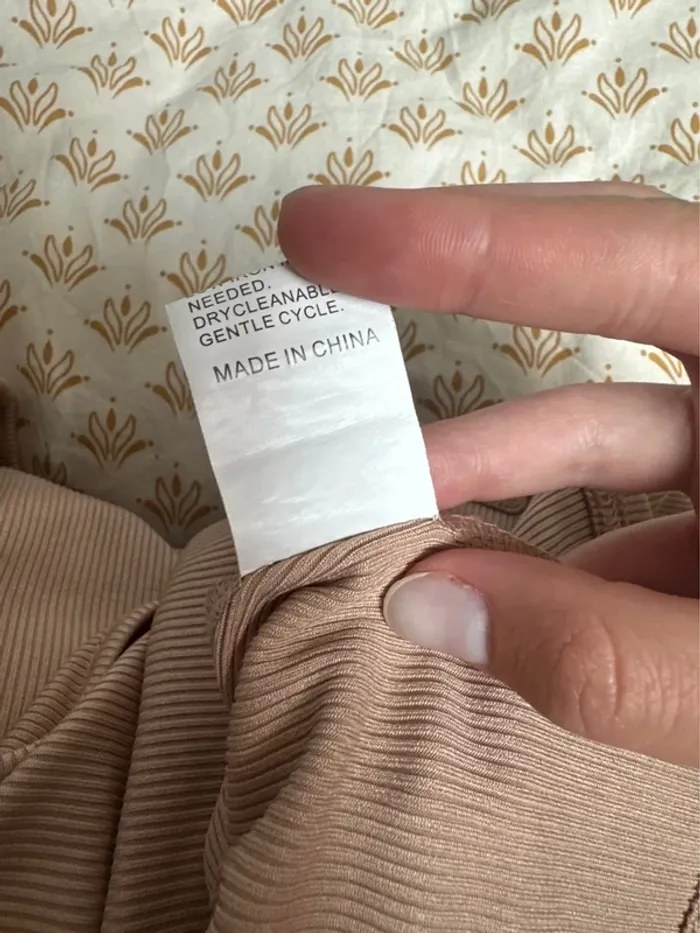 NEEDED.
DRYCLEANABLE
GENTLE CYCLE.
MADE IN CHINA